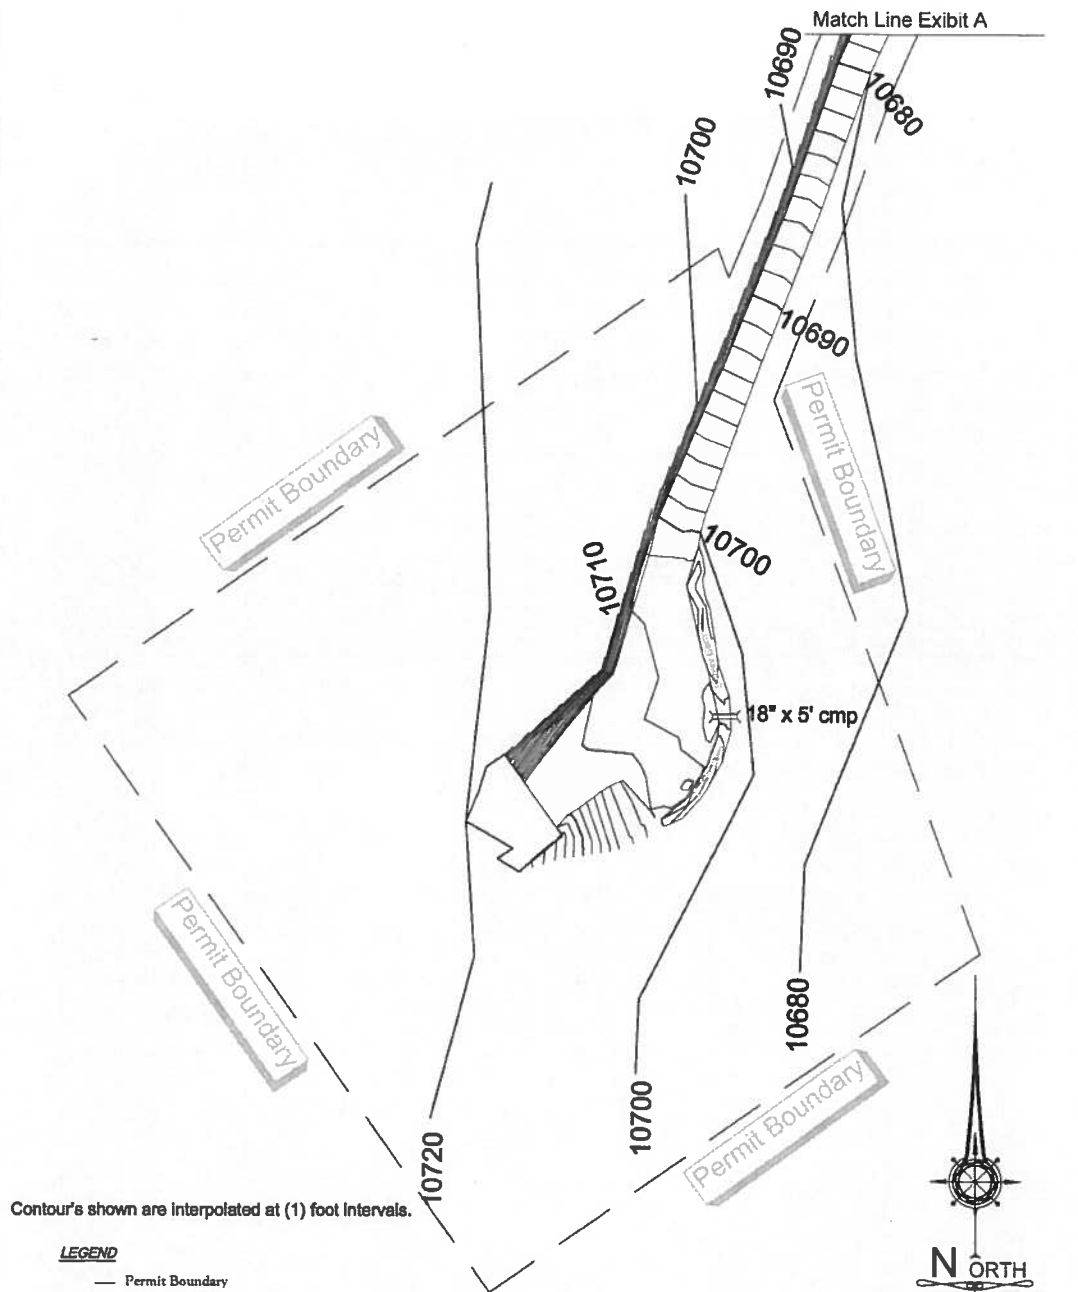 Match Line Exibit A
10690
10680
10700
10690
Permit Boundary
Permit Boundary
10700
10710
18" x 5' cmp
Permit Boundary
10680
10700
Permit Boundary
10720
Contour's shown are interpolated at (1) foot intervals.
LEGEND
Permit Boundary
NORTH